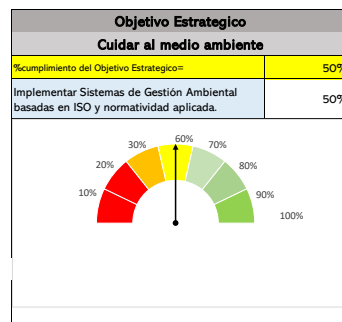 Objetivo Estrategico
Cuidar al medio ambiente
%cumplimiento del Objetivo Estrategico= 50%
Implementar Sistemas de Gestión Ambiental 50%
basadas en ISO y normatividad aplicada.
60%
30% 70%
20% 80%
10% 90%
100%